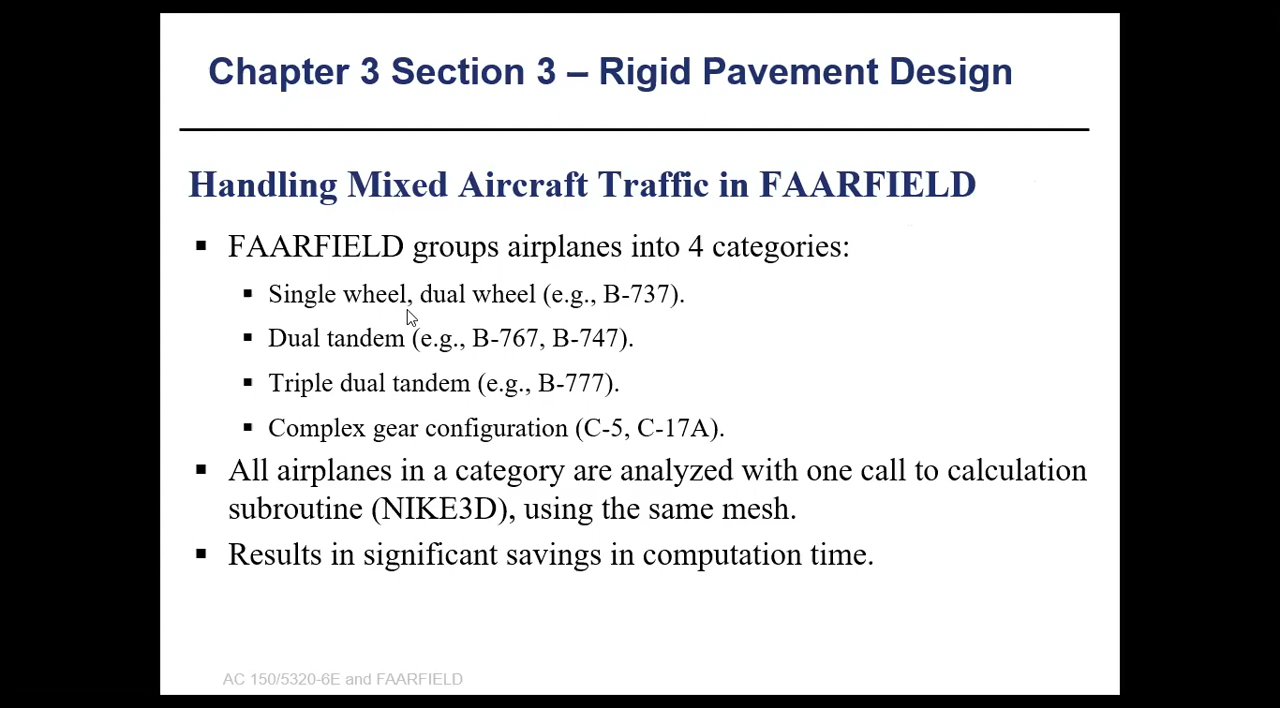 Chapter 3 Section 3 – Rigid Pavement Design
Handling Mixed Aircraft Traffic in FAARFIELD
▪ FAARFIELD groups airplanes into 4 categories:
▪ Single wheel, dual wheel (e.g., B-737).
▪ Dual tandem (e.g., B-767, B-747).
▪ Triple dual tandem (e.g., B-777).
▪ Complex gear configuration (C-5, C-17A).
▪ All airplanes in a category are analyzed with one call to calculation
subroutine (NIKE3D), using the same mesh.
▪ Results in significant savings in computation time.
AC 150/5320-6E and FAARFIELD